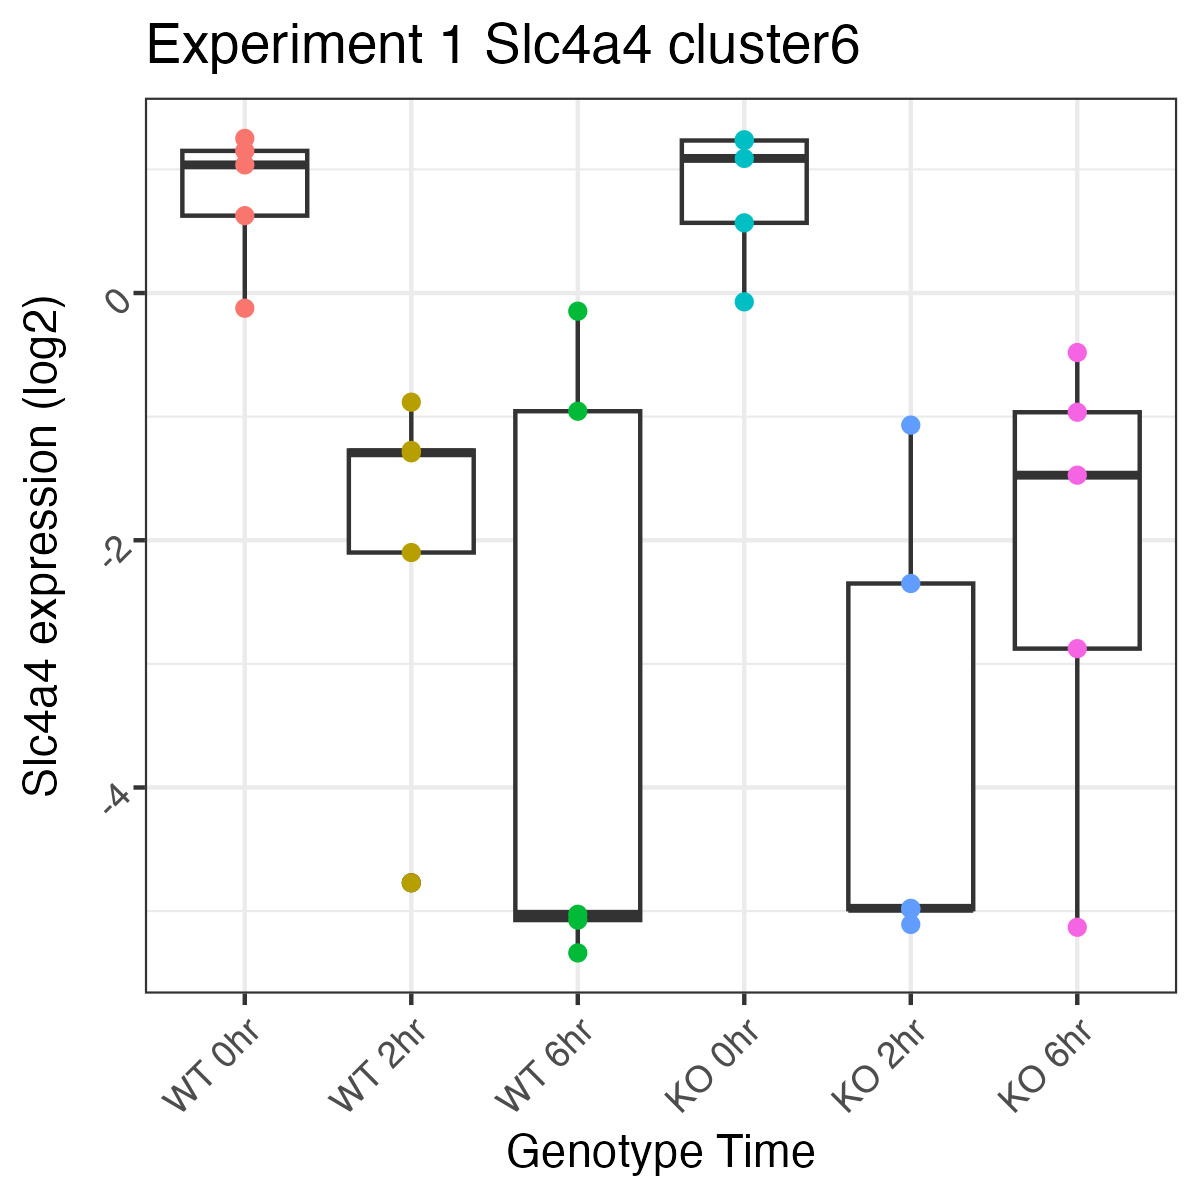 Experiment 1 Slc4a4 cluster6
Slc4a4 expression (log2)
0
-2
-4
WT 0hr
WT 2hr
WT 6hr
KO 0hr
KO 2hr
KO 6hr
Genotype Time